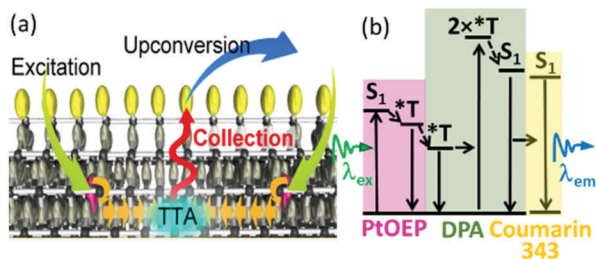 (a)
Upconversion
Excitation
Collection
TTA
(b)
2×*T
S₁
S₁
S₁
*T
*T
λex
λem
PtOEP DPA Coumarin
343